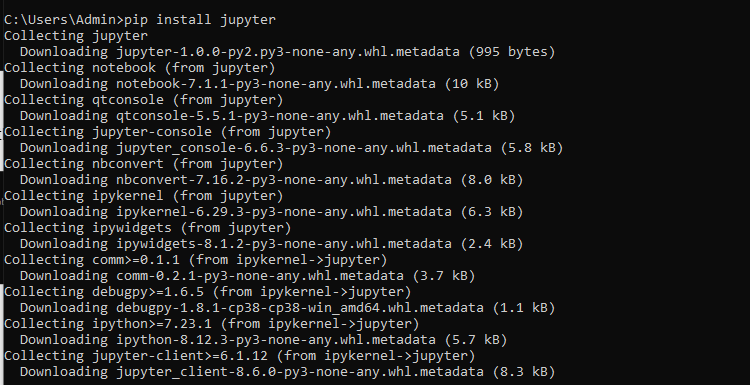 C:\Users\Admin>pip install jupyter
Collecting jupyter
  Downloading jupyter-1.0.0-py2.py3-none-any.whl.metadata (995 bytes)
Collecting notebook (from jupyter)
  Downloading notebook-7.1.1-py3-none-any.whl.metadata (10 kB)
Collecting qtconsole (from jupyter)
  Downloading qtconsole-5.5.1-py3-none-any.whl.metadata (5.1 kB)
Collecting jupyter-console (from jupyter)
  Downloading jupyter_console-6.6.3-py3-none-any.whl.metadata (5.8 kB)
Collecting nbconvert (from jupyter)
  Downloading nbconvert-7.16.2-py3-none-any.whl.metadata (8.0 kB)
Collecting ipykernel (from jupyter)
  Downloading ipykernel-6.29.3-py3-none-any.whl.metadata (6.3 kB)
Collecting ipywidgets (from jupyter)
  Downloading ipywidgets-8.1.2-py3-none-any.whl.metadata (2.4 kB)
Collecting comm>=0.1.1 (from ipykernel->jupyter)
  Downloading comm-0.2.1-py3-none-any.whl.metadata (3.7 kB)
Collecting debugpy>=1.6.5 (from ipykernel->jupyter)
  Downloading debugpy-1.8.1-cp38-cp38-win_amd64.whl.metadata (1.1 kB)
Collecting ipython>=7.23.1 (from ipykernel->jupyter)
  Downloading ipython-8.12.3-py3-none-any.whl.metadata (5.7 kB)
Collecting jupyter-client>=6.1.12 (from ipykernel->jupyter)
  Downloading jupyter_client-8.6.0-py3-none-any.whl.metadata (8.3 kB)